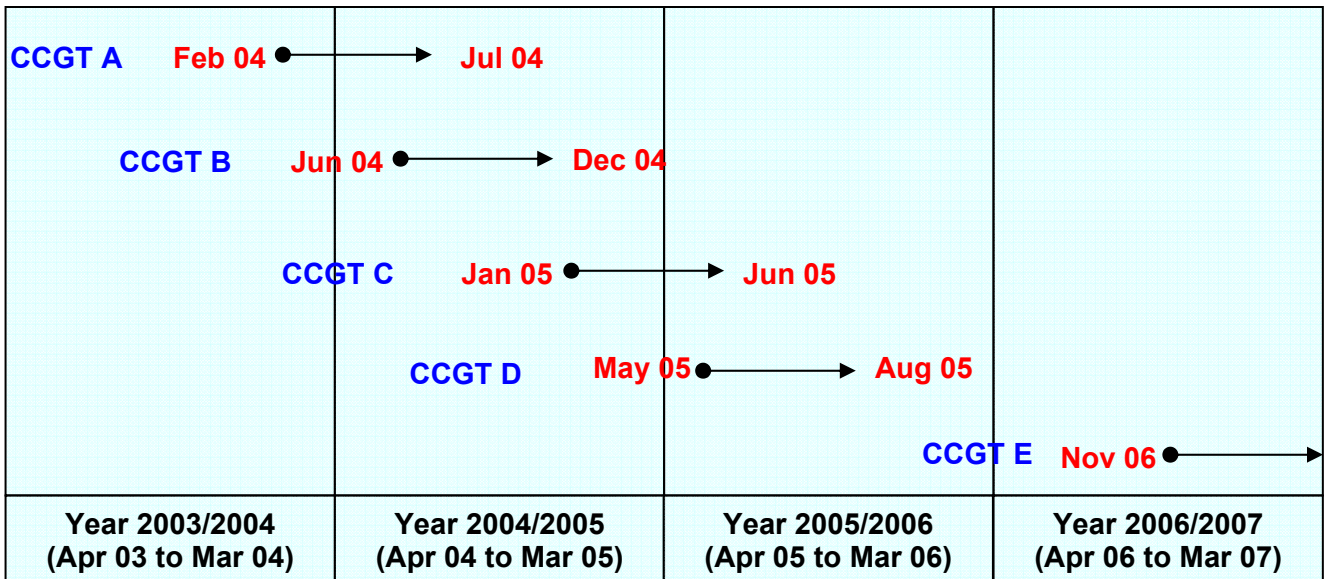 CCGT A Feb 04 Jul 04
CCGT B Jun 04 Dec 04
CCGT C Jan 05 Jun 05
CCGT D May 05 Aug 05
CCGT E Nov 06
Year 2003/2004 Year 2004/2005 Year 2005/2006 Year 2006/2007
(Apr 03 to Mar 04) (Apr 04 to Mar 05) (Apr 05 to Mar 06) (Apr 06 to Mar 07)